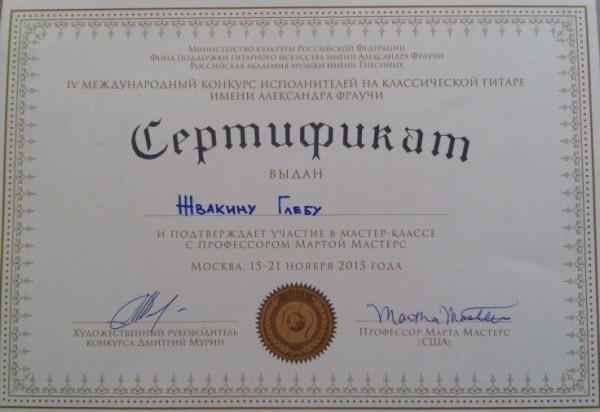 Министерство культуры Российской Федерации
Фонд поддержки гитарного искусства имени Александра Фраучи
Российская академия музыки имени Гнесиных
IV МЕЖДУНАРОДНЫЙ КОНКУРС ИСПОЛНИТЕЛЕЙ НА КЛАССИЧЕСКОЙ ГИТАРЕ
ИМЕНИ АЛЕКСАНДРА ФРАУЧИ
Сертификат
ВЫДАН
Жвакину Глебу
И ПОДТВЕРЖДАЕТ УЧАСТИЕ В МАСТЕР-КЛАССЕ
С ПРОФЕССОРОМ МАРТОЙ МАСТЕРС
Москва, 15–21 ноября 2015 года
2015
Martha Masters
Художественный руководитель
конкурса Дмитрий Мурин
Профессор Марта Мастерс
(США)